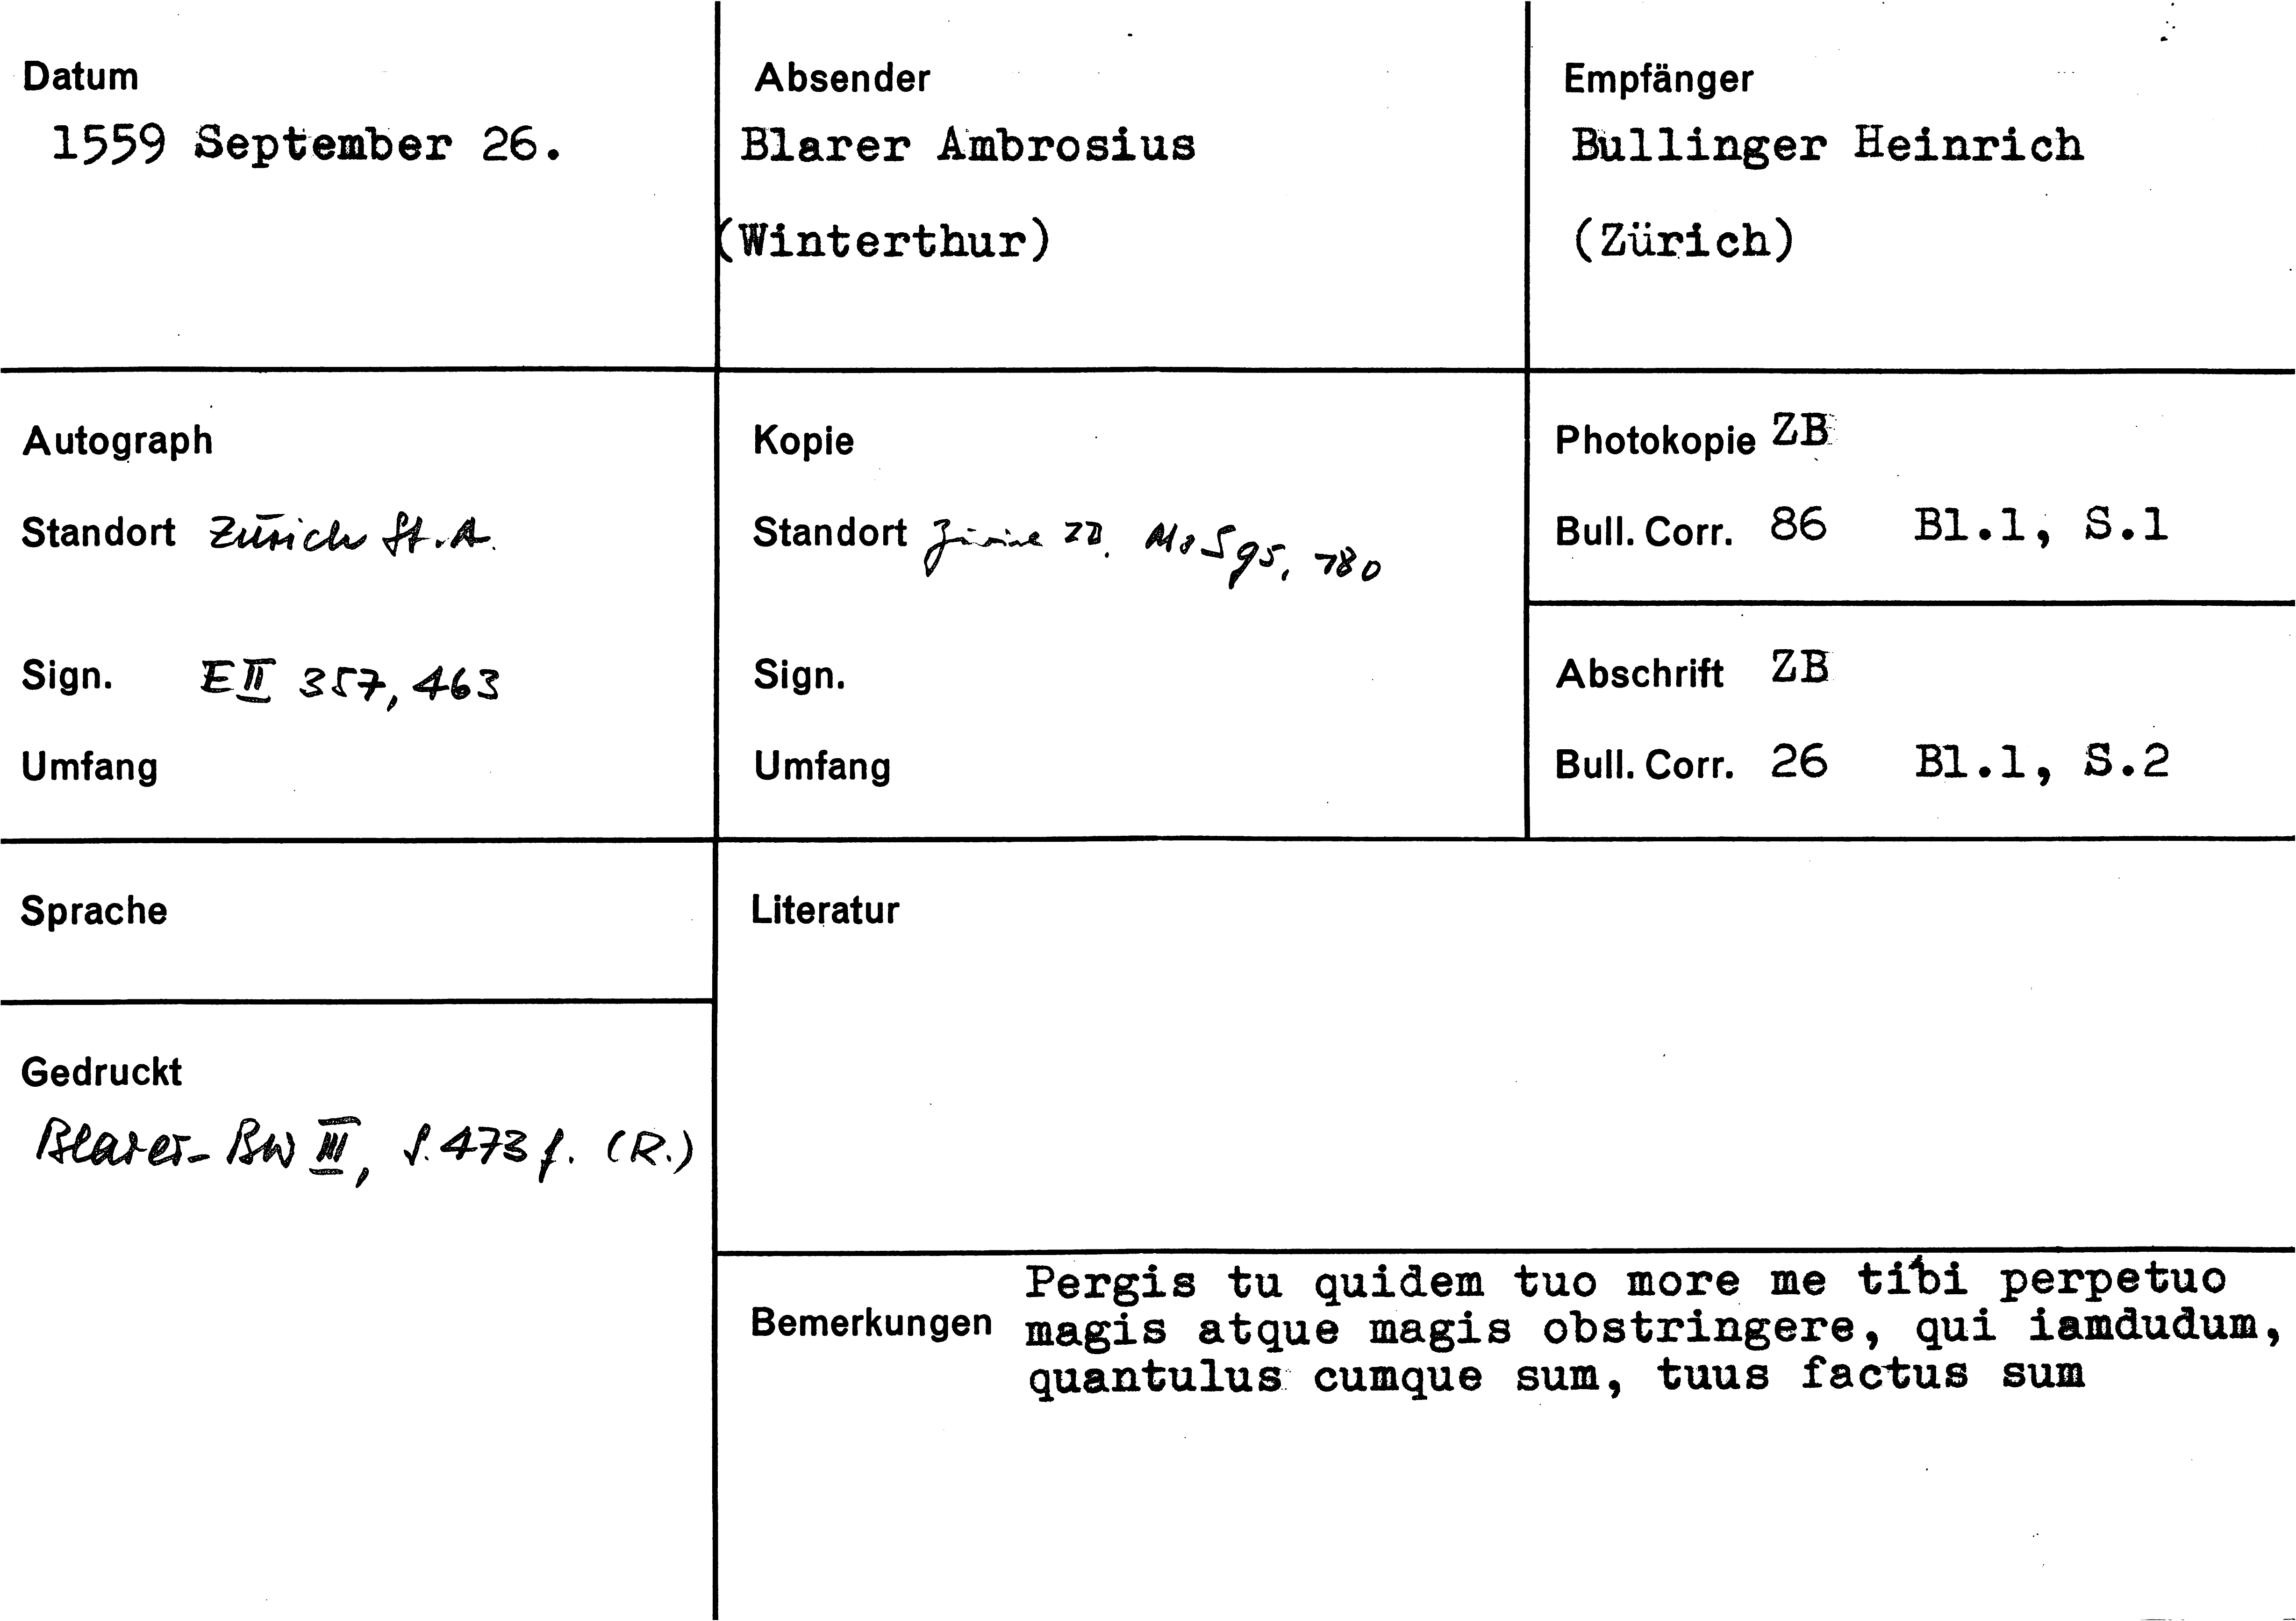 Datum
1559 September 26.
Absender
Blarer Ambrosius
(Winterthur)
Empfänger
Bullinger Heinrich
(Zürich)
Autograph
Standort Zürich St.A.
Sign. E II 357, 463
Umfang
Kopie
Standort ZB. Ms S 95, 180
Sign.
Umfang
Photokopie ZB
Bull. Corr. 86 Bl.1, S.1
Abschrift ZB
Bull. Corr. 26 Bl.1, S.2
Sprache
Literatur
Gedruckt
Blarer-BW III, S. 473 f. (R.)
Bemerkungen
Pergis tu quidem tuo more me tibi perpetuo
magis atque magis obstringere, qui iamdudum,
quantulus cumque sum, tuus factus sum